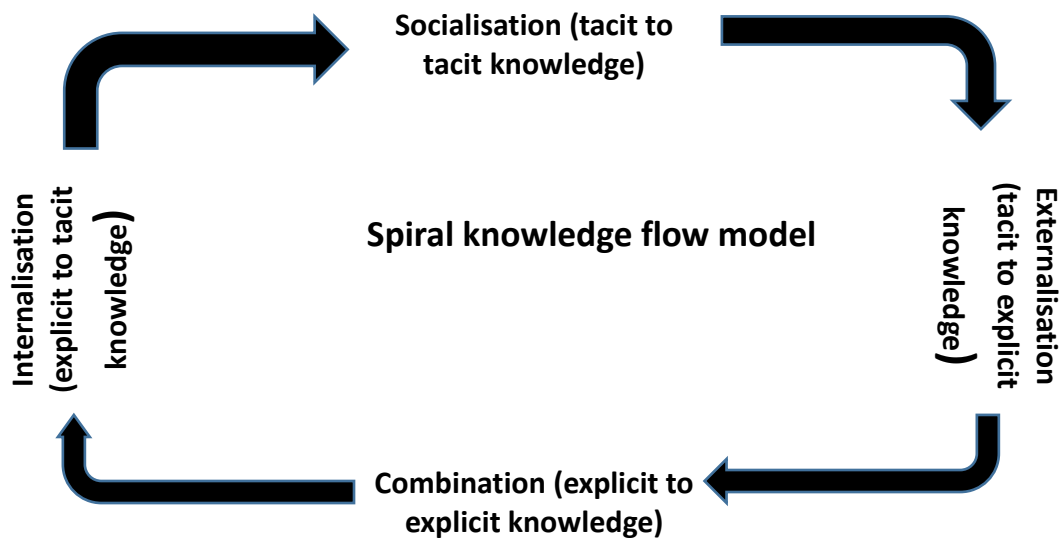 Socialisation (tacit to
tacit knowledge)
Internalisation
(explicit to tacit
knowledge)
Spiral knowledge flow model
Externalisation
(tacit to explicit
knowledge)
Combination (explicit to
explicit knowledge)